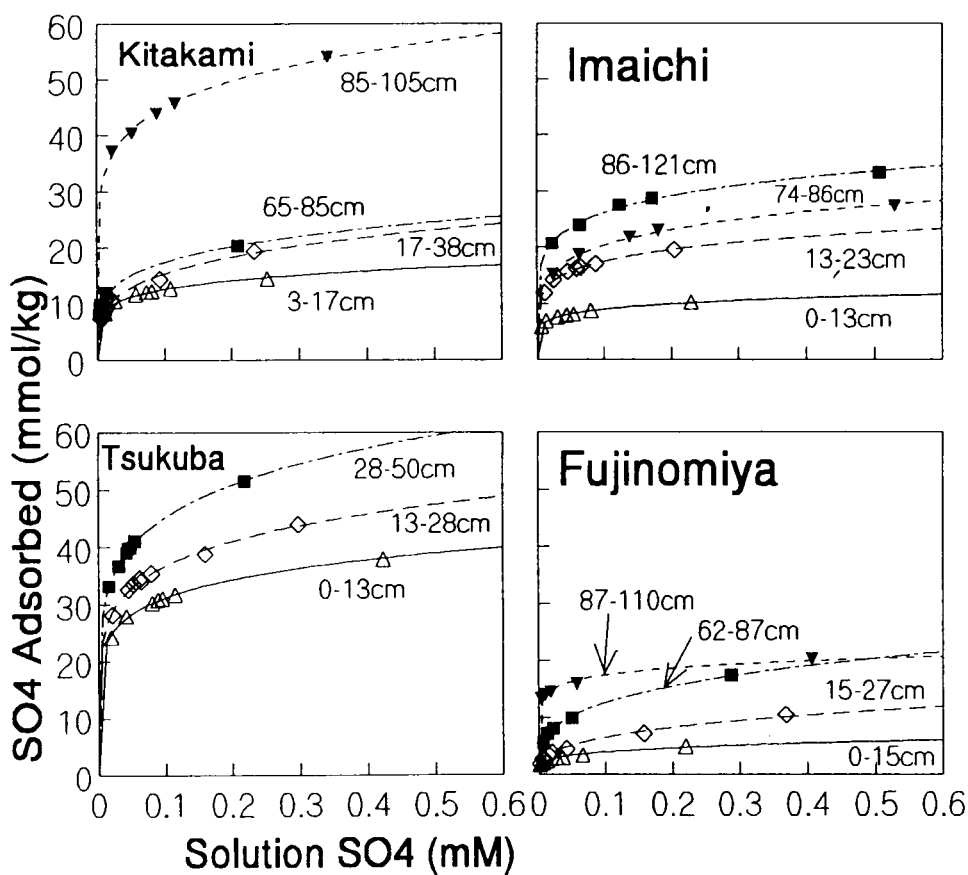 SO4 Adsorbed (mmol/kg)
60
50
40
30
20
10
0
Kitakami
85-105cm
65-85cm
17-38cm
3-17cm
Imaichi
86-121cm
74-86cm
13-23cm
0-13cm
60
50
40
30
20
10
0
Tsukuba
28-50cm
13-28cm
0-13cm
0 0.1 0.2 0.3 0.4 0.5 0.6
Fujinomiya
87-110cm
62-87cm
15-27cm
0-15cm
0 0.1 0.2 0.3 0.4 0.5 0.6
Solution SO4 (mM)